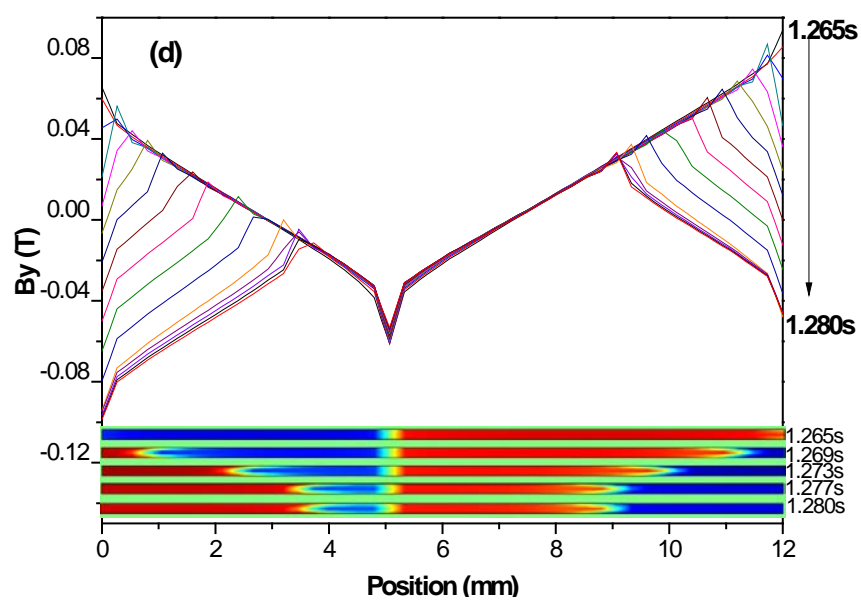 (d)
1.265s
0.08
0.04
0.00
-0.04
-0.08
-0.12
By (T)
1.280s
1.265s
1.269s
1.273s
1.277s
1.280s
0 2 4 6 8 10 12
Position (mm)